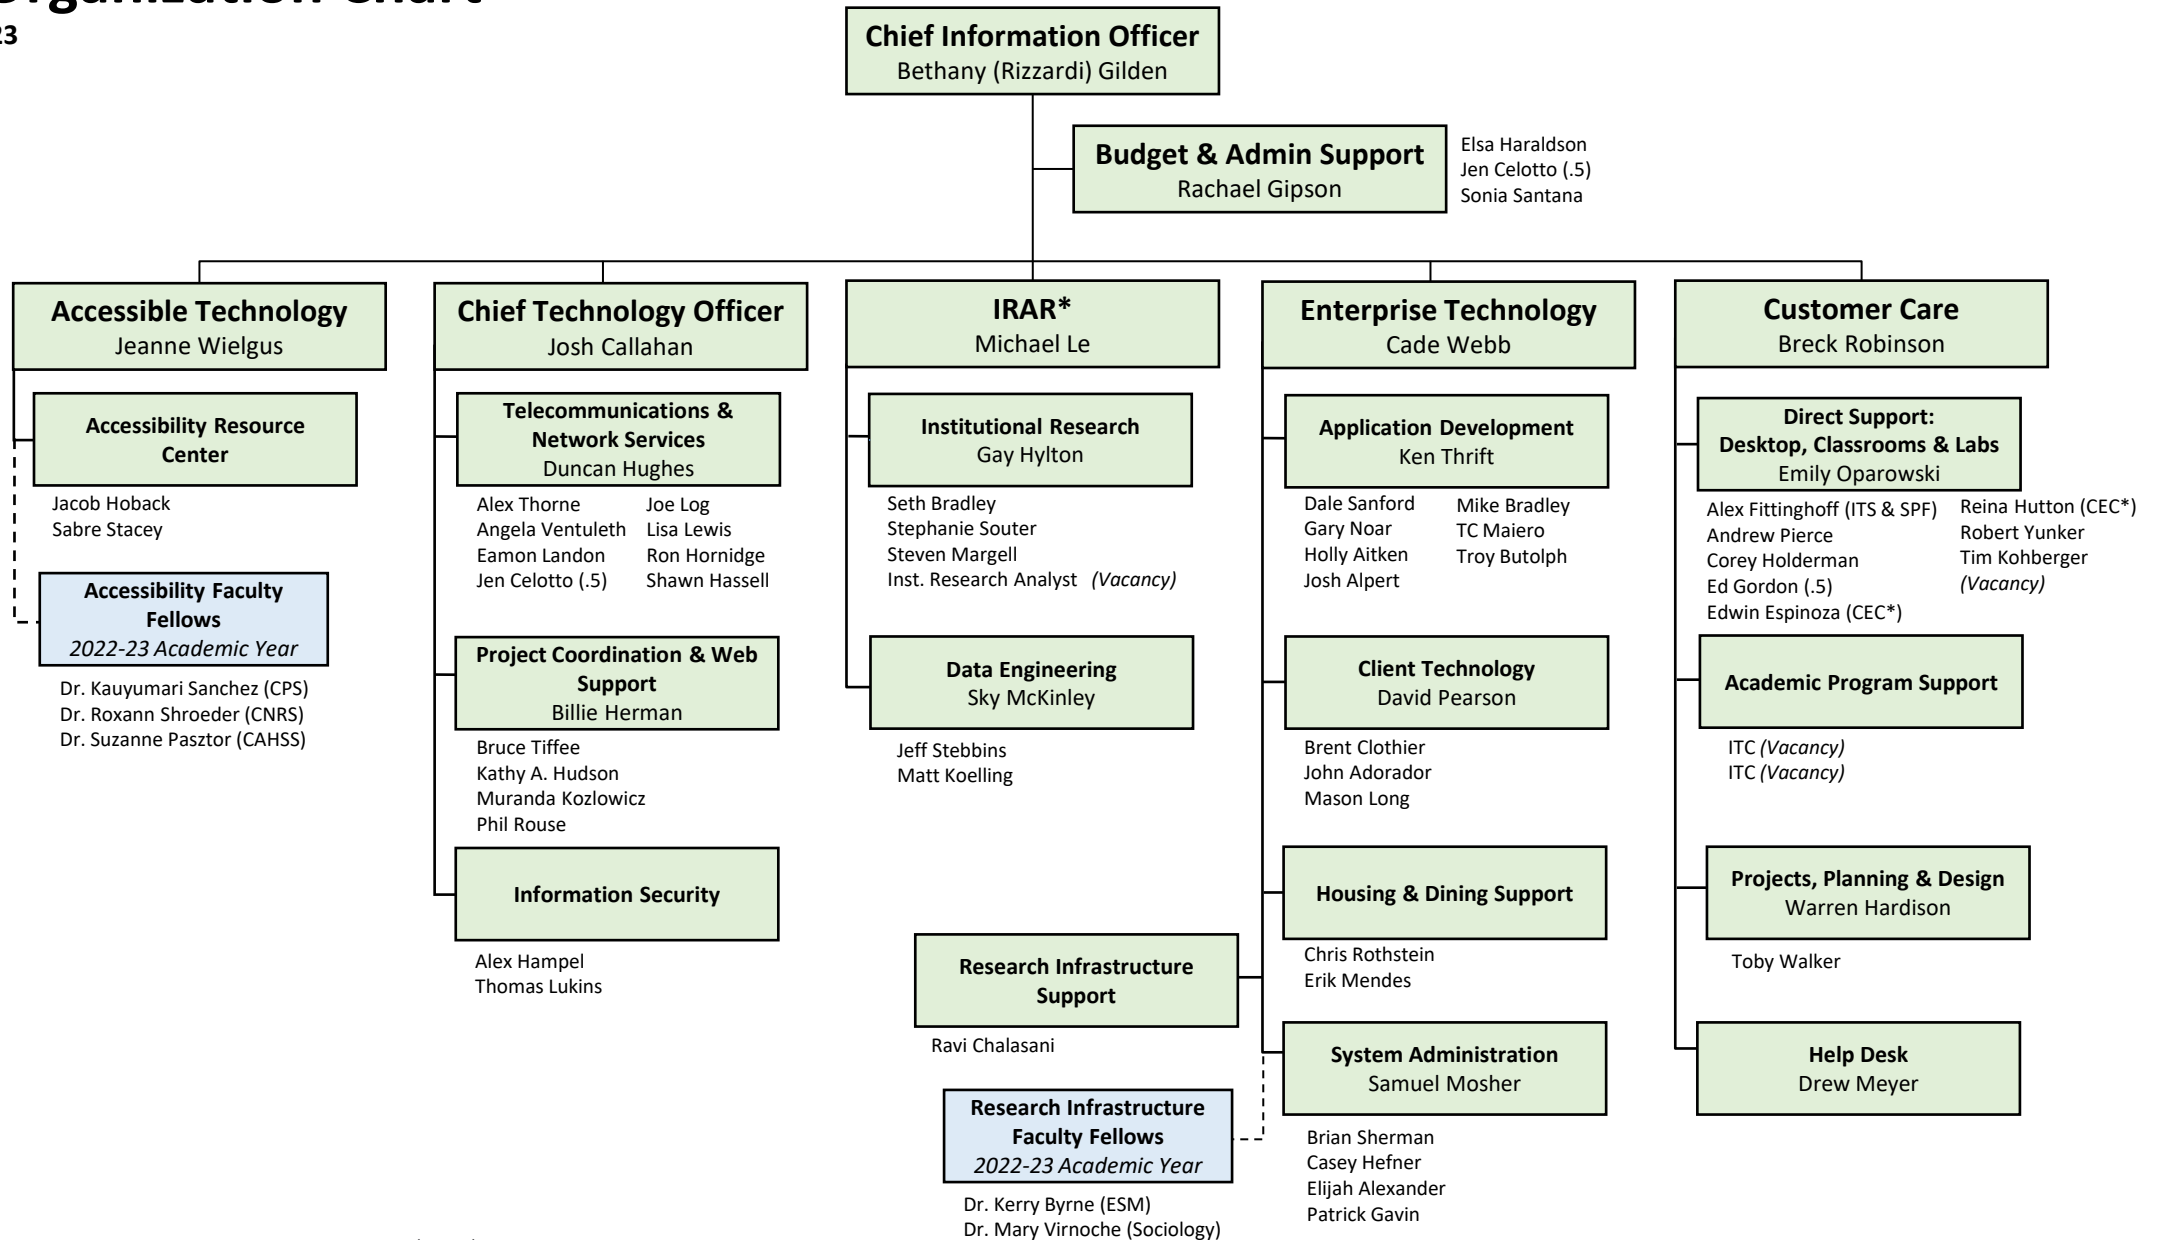 Organization Chart
23
Chief Information Officer
Bethany (Rizzardi) Gilden
Budget & Admin Support
Rachael Gipson
Elsa Haraldson
Jen Celotto (.5)
Sonia Santana
Accessible Technology
Jeanne Wielgus
Accessibility Resource
Center
Jacob Hoback
Sabre Stacey
Accessibility Faculty
Fellows
2022-23 Academic Year
Dr. Kauyumari Sanchez (CPS)
Dr. Roxann Shroeder (CNRS)
Dr. Suzanne Pasztor (CAHSS)
Chief Technology Officer
Josh Callahan
Telecommunications &
Network Services
Duncan Hughes
Alex Thorne
Angela Ventuleth
Eamon Landon
Jen Celotto (.5)
Joe Log
Lisa Lewis
Ron Hornidge
Shawn Hassell
Project Coordination & Web
Support
Billie Herman
Bruce Tiffee
Kathy A. Hudson
Muranda Kozlowicz
Phil Rouse
Information Security
Alex Hampel
Thomas Lukins
IRAR*
Michael Le
Institutional Research
Gay Hylton
Seth Bradley
Stephanie Souter
Steven Margell
Inst. Research Analyst (Vacancy)
Data Engineering
Sky McKinley
Jeff Stebbins
Matt Koelling
Enterprise Technology
Cade Webb
Application Development
Ken Thrift
Dale Sanford
Gary Noar
Holly Aitken
Josh Alpert
Mike Bradley
TC Maiero
Troy Butolph
Client Technology
David Pearson
Brent Clothier
John Adorador
Mason Long
Housing & Dining Support
Chris Rothstein
Erik Mendes
Research Infrastructure
Support
Ravi Chalasani
System Administration
Samuel Mosher
Brian Sherman
Casey Hefner
Elijah Alexander
Patrick Gavin
Research Infrastructure
Faculty Fellows
2022-23 Academic Year
Dr. Kerry Byrne (ESM)
Dr. Mary Virnoche (Sociology)
Customer Care
Breck Robinson
Direct Support:
Desktop, Classrooms & Labs
Emily Oparowski
Alex Fittinghoff (ITS & SPF)
Andrew Pierce
Corey Holderman
Ed Gordon (.5)
Edwin Espinoza (CEC*)
Reina Hutton (CEC*)
Robert Yunker
Tim Kohberger
(Vacancy)
Academic Program Support
ITC (Vacancy)
ITC (Vacancy)
Projects, Planning & Design
Warren Hardison
Toby Walker
Help Desk
Drew Meyer